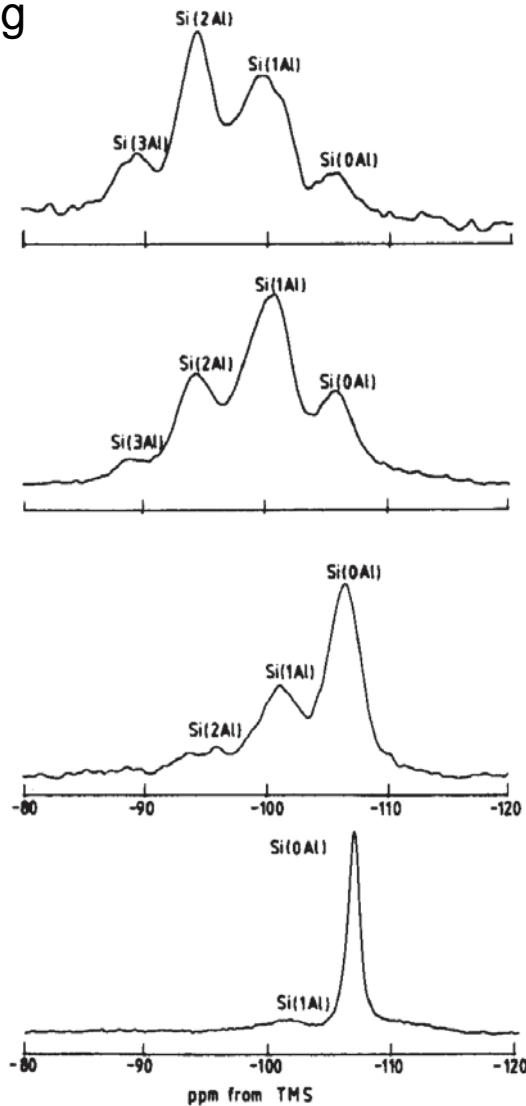 g
Si(2Al)
Si(1Al)
Si(3Al)
Si(0Al)
Si(1Al)
Si(2Al)
Si(0Al)
Si(3Al)
Si(0Al)
Si(1Al)
Si(2Al)
-80 -90 -100 -110 -120
Si(0Al)
Si(1Al)
-80 -90 -100 -110 -120
ppm from TMS